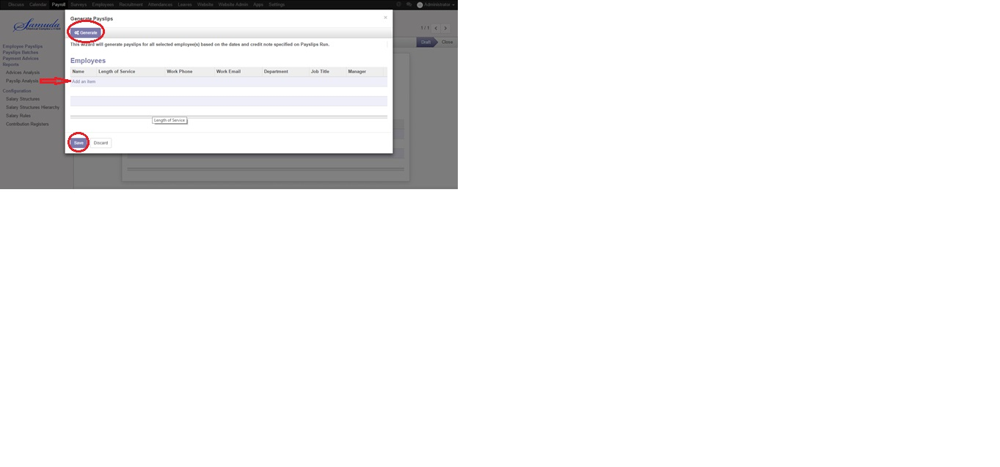 Discuss Calendar Payroll Surveys Employees Recruitment Attendances Leaves Website Website Admin Apps Settings Administrator
Generate Payslips ×
Samuda
Chemical Complex Limited
1 / 1
Generate
Draft Close
This wizard will generate payslips for all selected employee(s) based on the dates and credit note specified on Payslips Run.
Employee Payslips
Payslips Batches
Payment Advices
Reports
Advices Analysis
Payslip Analysis
Configuration
Salary Structures
Salary Structures Hierarchy
Salary Rules
Contribution Registers
Employees
Name Length of Service Work Phone Work Email Department Job Title Manager
Add an item
Length of Service
Save Discard